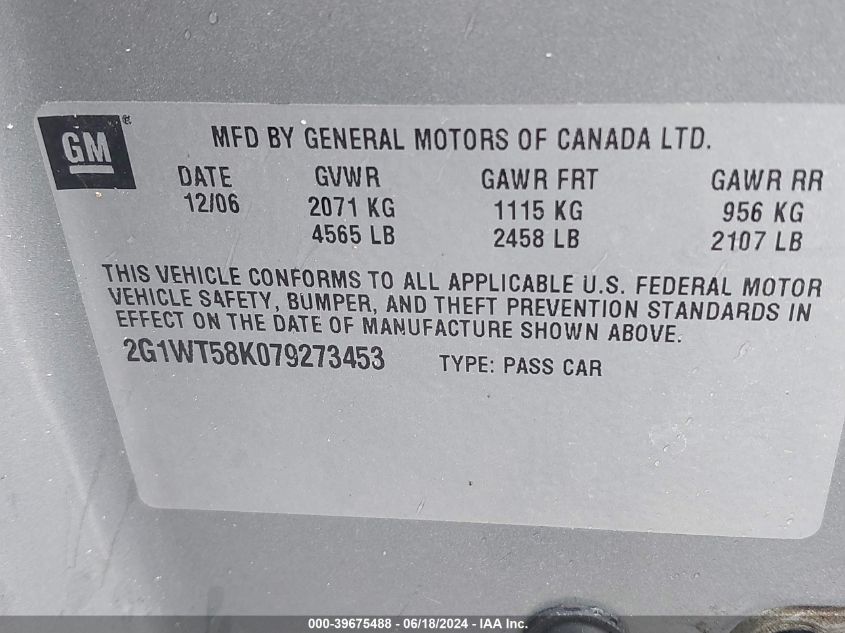 GM®
MFD BY GENERAL MOTORS OF CANADA LTD.
DATE GVWR GAWR FRT GAWR RR
12/06 2071 KG 1115 KG 956 KG
4565 LB 2458 LB 2107 LB
THIS VEHICLE CONFORMS TO ALL APPLICABLE U.S. FEDERAL MOTOR
VEHICLE SAFETY, BUMPER, AND THEFT PREVENTION STANDARDS IN
EFFECT ON THE DATE OF MANUFACTURE SHOWN ABOVE.
2G1WT58K079273453 TYPE: PASS CAR
000-39675488 - 06/18/2024 - IAA Inc.